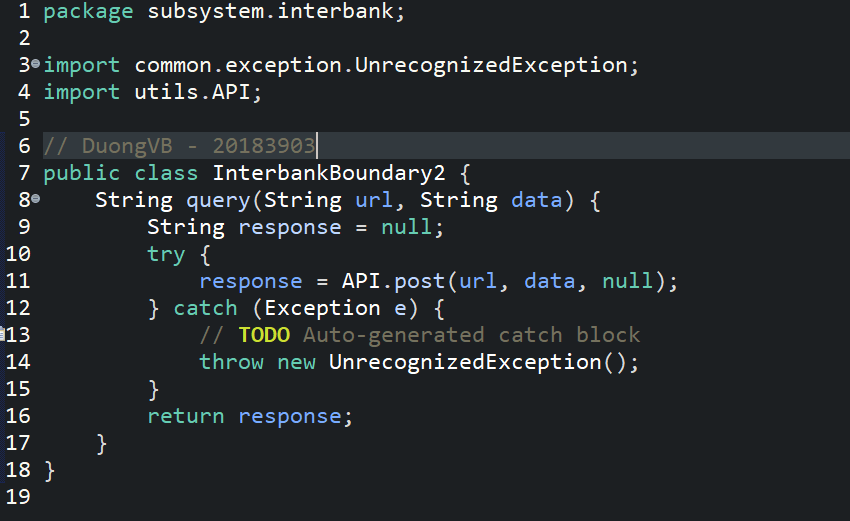 1 package subsystem.interbank;
2
3 import common.exception.UnrecognizedException;
4 import utils.API;
5
6 // DuongVB - 20183903
7 public class InterbankBoundary2 {
8     String query(String url, String data) {
9         String response = null;
10         try {
11             response = API.post(url, data, null);
12         } catch (Exception e) {
13             // TODO Auto-generated catch block
14             throw new UnrecognizedException();
15         }
16         return response;
17     }
18 }
19